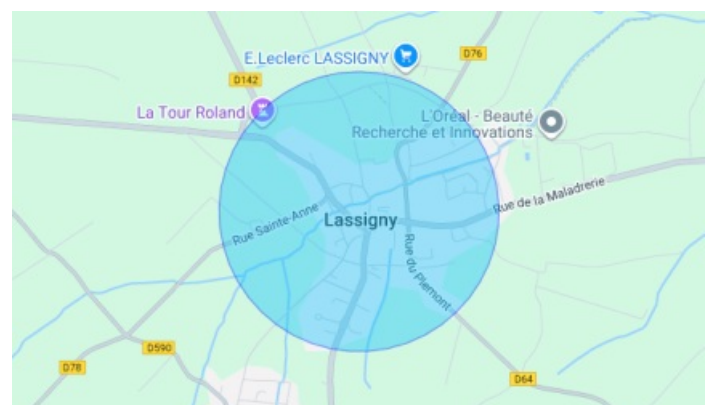 E.Leclerc LASSIGNY
D76
D142
La Tour Roland
L'Oréal - Beauté
Recherche et Innovations
Rue de la Maladrerie
Rue Sainte-Anne
Lassigny
Rue du Plemont
D590
D78
D64